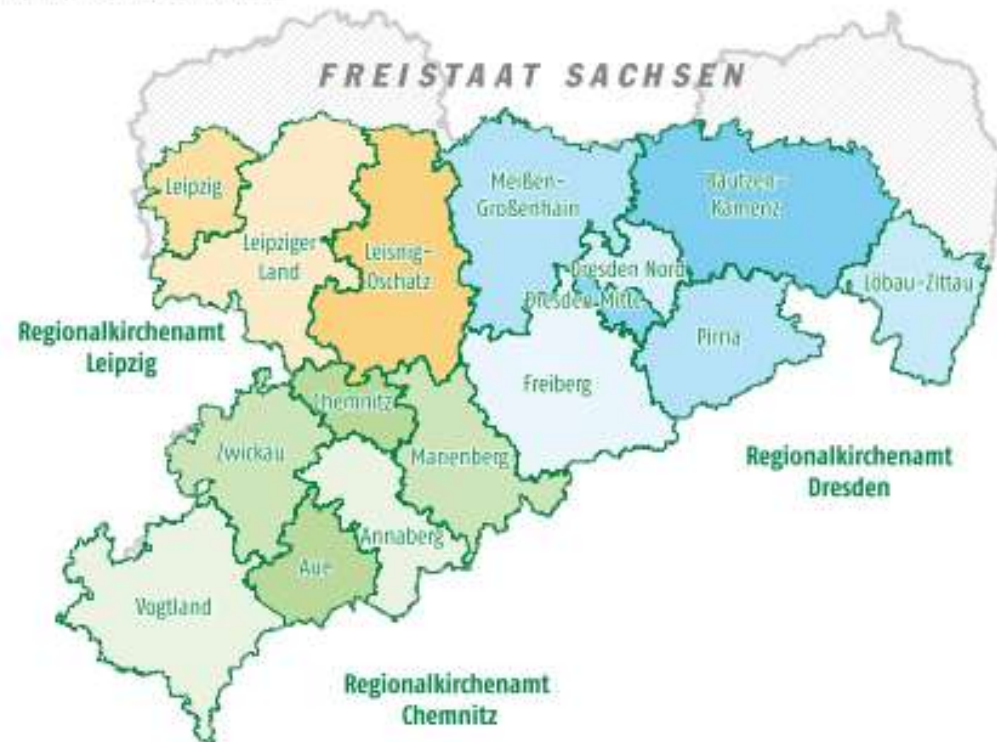 FREISTAAT SACHSEN
Leipzig
Leipziger
Land
Leisnig-
Oschatz
Meißen-
Großenhain
Bautzen-
Kamenz
Dresden Nord
Dresden Mitte
Löbau-Zittau
Pirna
Freiberg
Regionalkirchenamt
Leipzig
Chemnitz
Zwickau
Marienberg
Annaberg
Aue
Vogtland
Regionalkirchenamt
Dresden
Regionalkirchenamt
Chemnitz